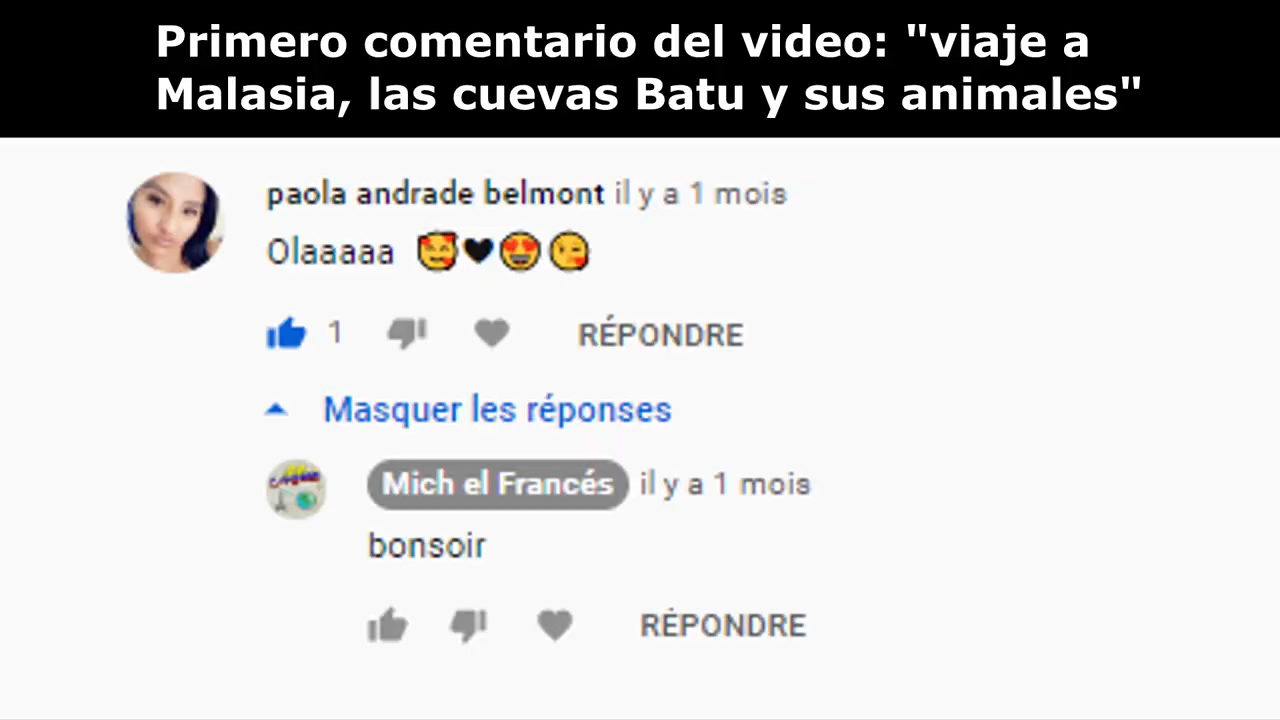 Primero comentario del video: "viaje a
Malasia, las cuevas Batu y sus animales"
paola andrade belmont il y a 1 mois
Olaaaaa 🥰🖤😍😘
1 RÉPONDRE
Masquer les réponses
Mich el Francés il y a 1 mois
bonsoir
RÉPONDRE